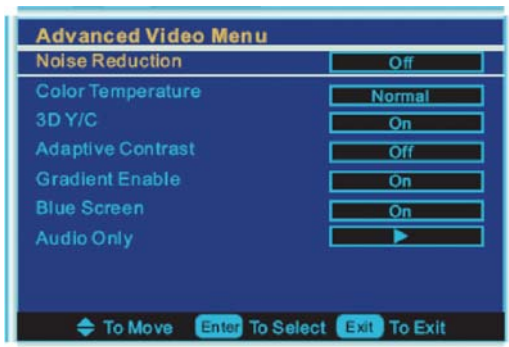 Advanced Video Menu
Noise Reduction Off
Color Temperature Normal
3D Y/C On
Adaptive Contrast Off
Gradient Enable On
Blue Screen On
Audio Only
To Move Enter To Select Exit To Exit